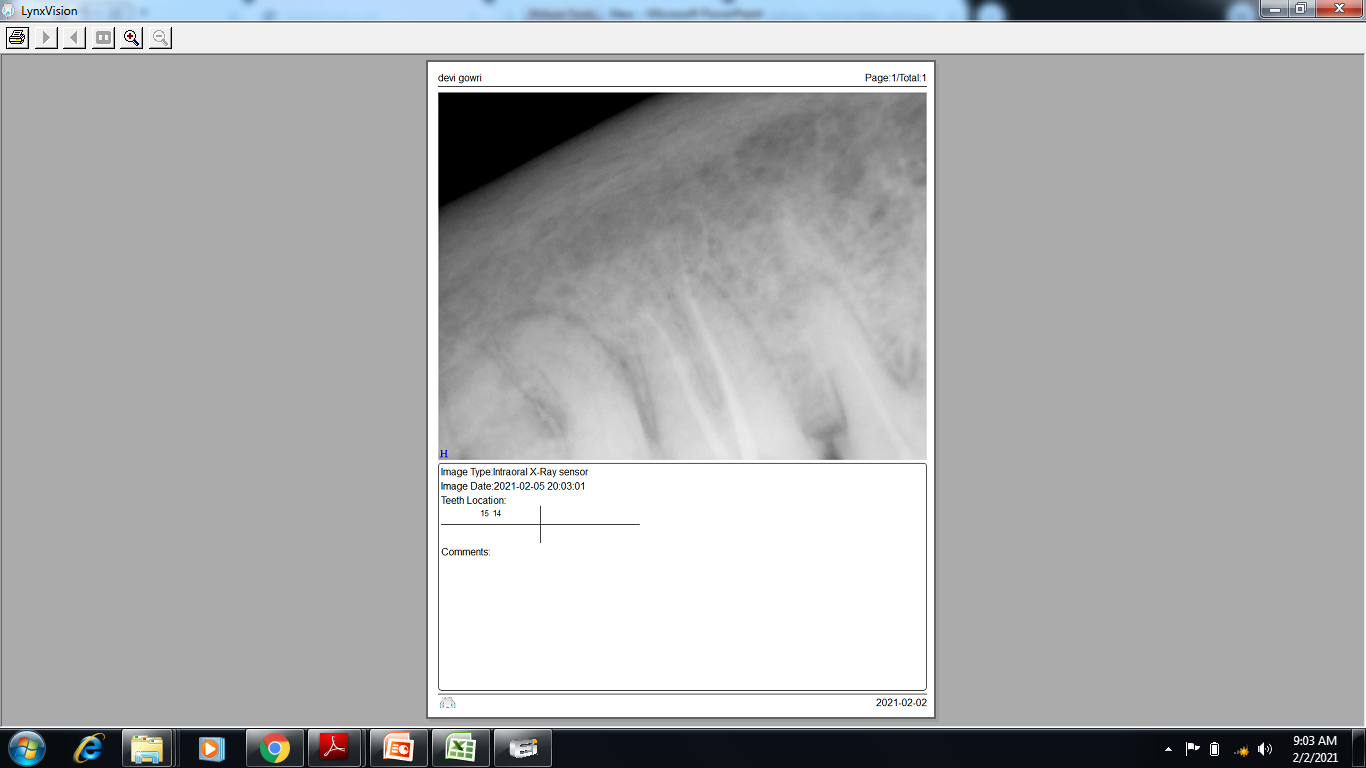 LynxVision
devi gowri
Page:1/Total:1
H
Image Type:Intraoral X-Ray sensor
Image Date:2021-02-05 20:03:01
Teeth Location:
15 14
Comments:
2021-02-02
9:03 AM
2/2/2021